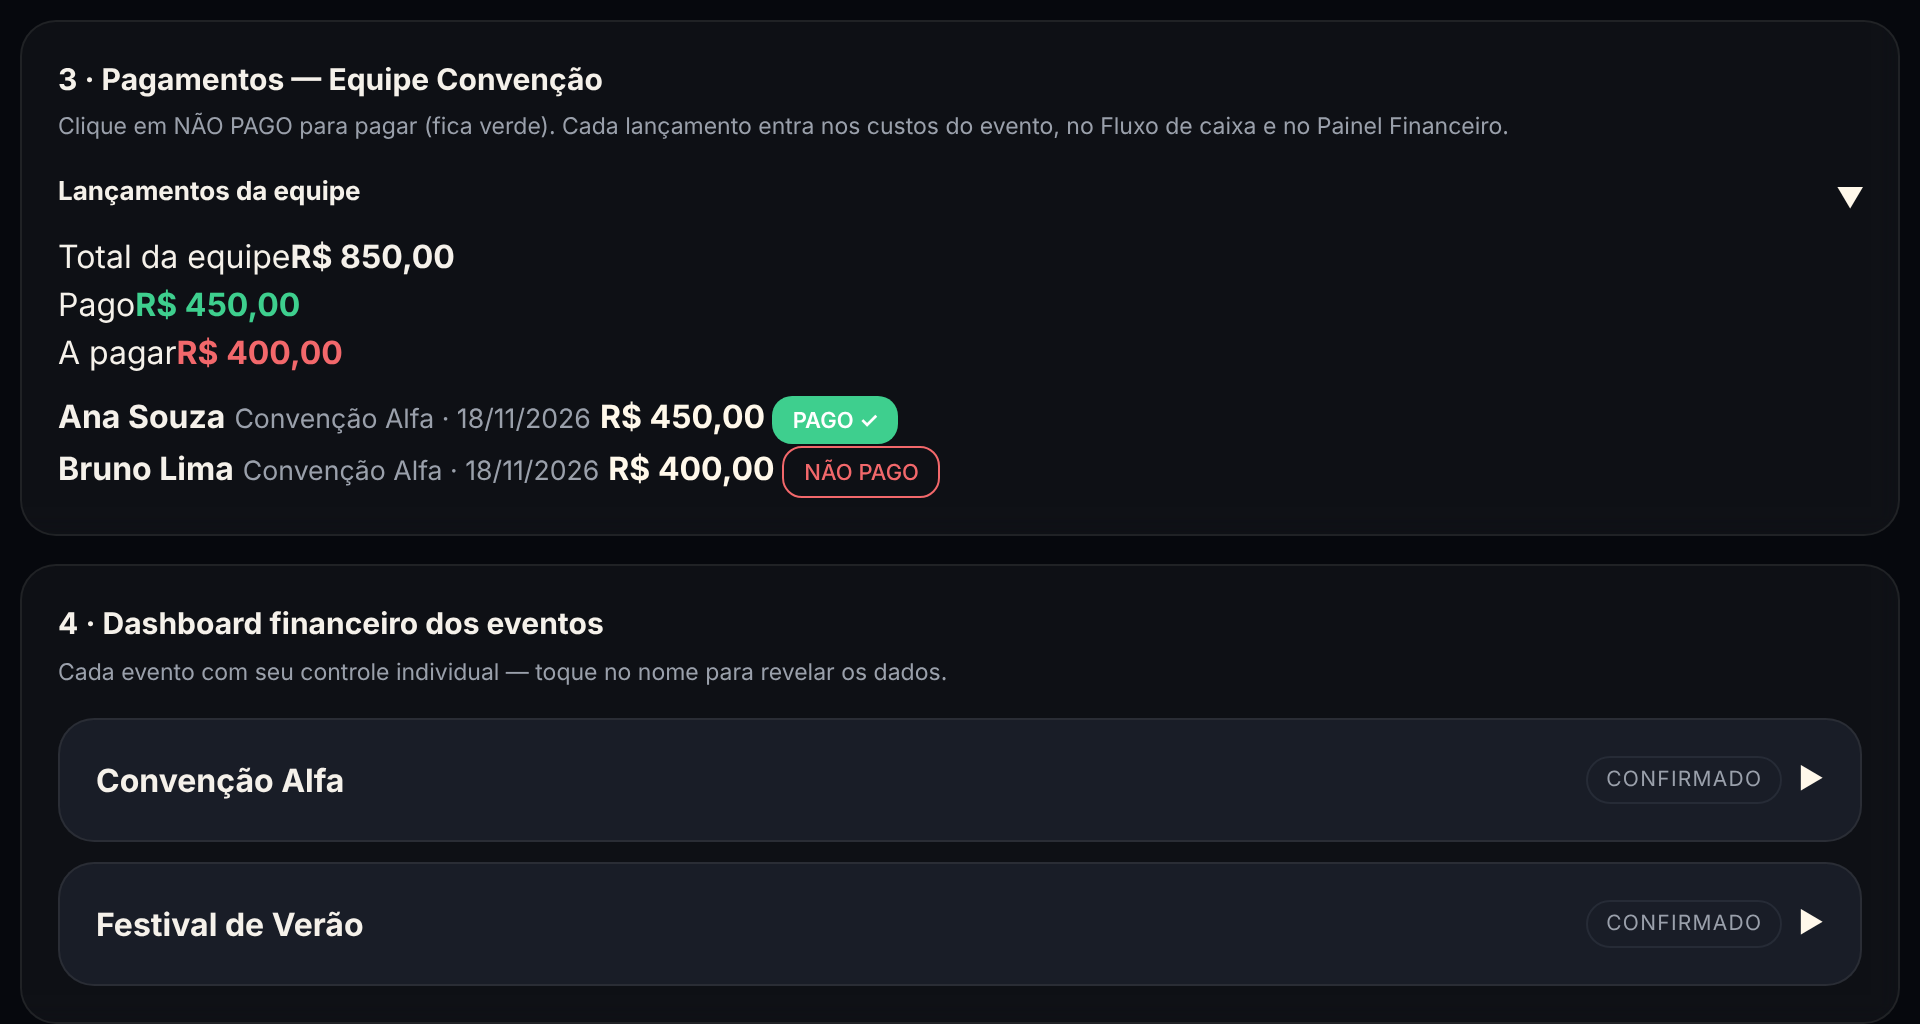 3 · Pagamentos — Equipe Convenção
Clique em NÃO PAGO para pagar (fica verde). Cada lançamento entra nos custos do evento, no Fluxo de caixa e no Painel Financeiro.
Lançamentos da equipe ▼
Total da equipeR$ 850,00
PagoR$ 450,00
A pagarR$ 400,00
Ana Souza Convenção Alfa · 18/11/2026 R$ 450,00 PAGO ✓
Bruno Lima Convenção Alfa · 18/11/2026 R$ 400,00 NÃO PAGO
4 · Dashboard financeiro dos eventos
Cada evento com seu controle individual — toque no nome para revelar os dados.
Convenção Alfa CONFIRMADO ▶
Festival de Verão CONFIRMADO ▶